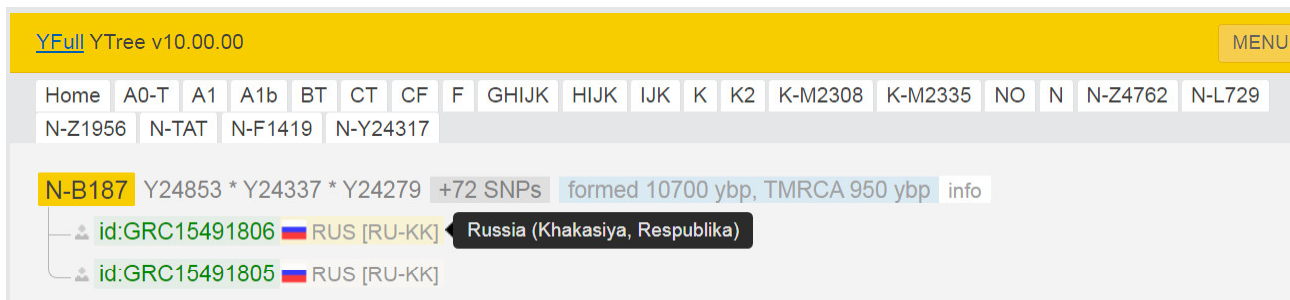 YFull YTree v10.00.00
MENU
Home A0-T A1 A1b BT CT CF F GHIJK HIJK IJK K K2 K-M2308 K-M2335 NO N N-Z4762 N-L729
N-Z1956 N-TAT N-F1419 N-Y24317
N-B187 Y24853 * Y24337 * Y24279 +72 SNPs formed 10700 ybp, TMRCA 950 ybp info
id:GRC15491806 RUS [RU-KK] Russia (Khakasiya, Respublika)
id:GRC15491805 RUS [RU-KK]